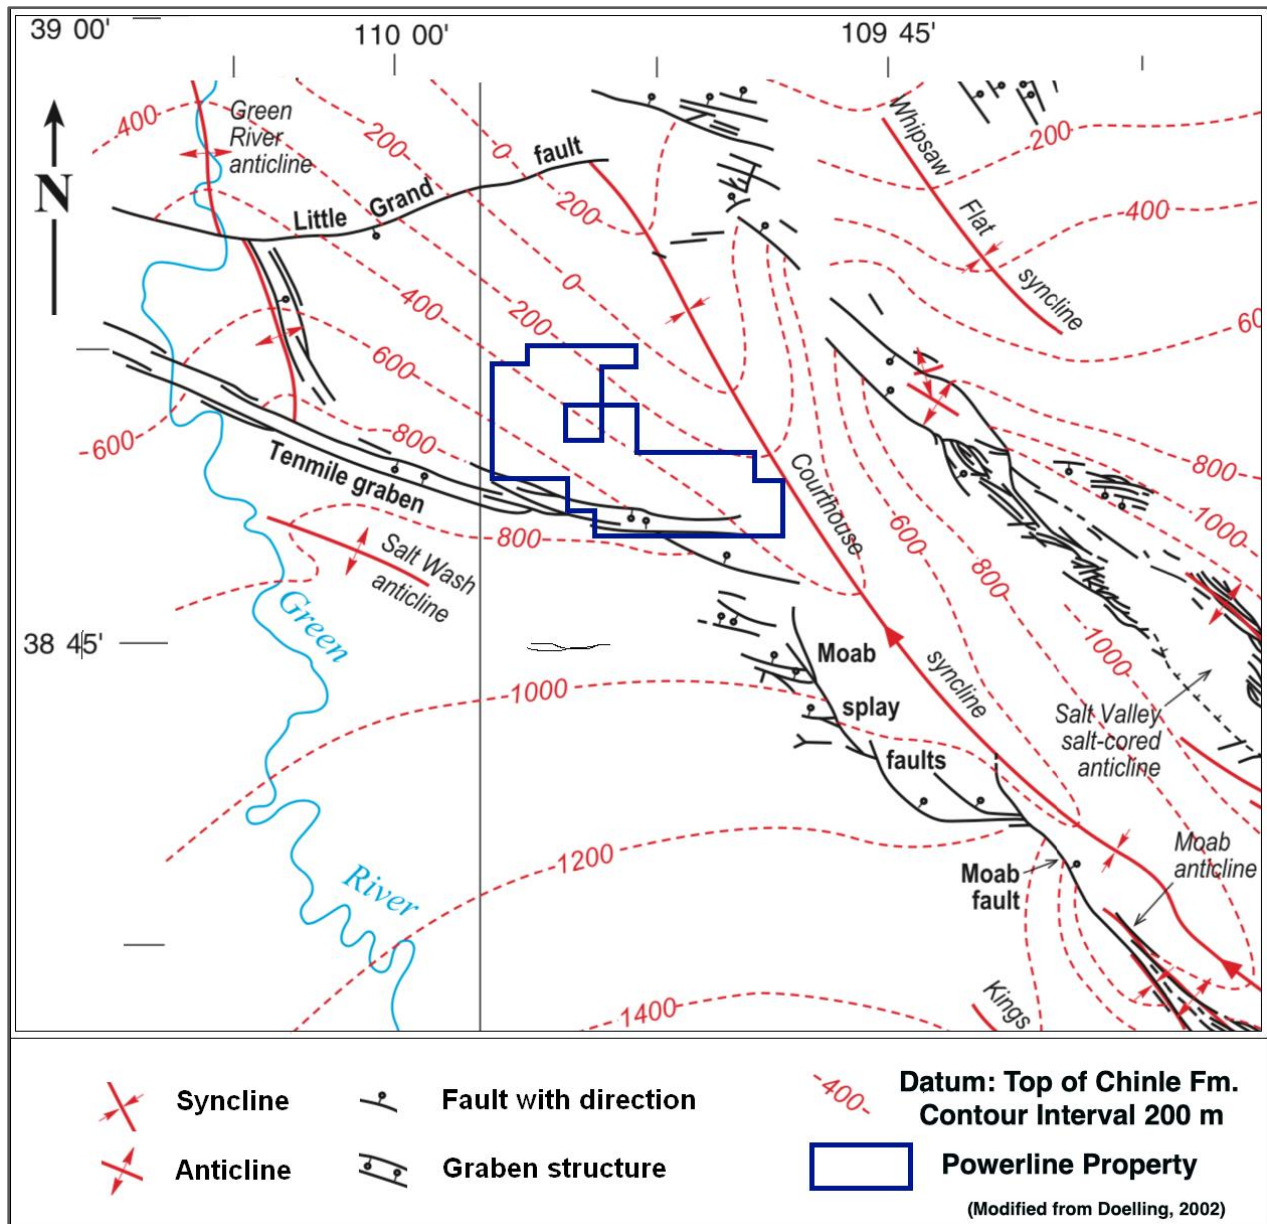 39 00'
110 00'
109 45'
N
400
Green
River
anticline
200
0
fault
Little Grand
200
0
200
400
600
-600
800
Tenmile graben
800
Salt Wash
anticline
Green
River
38 45'
1000
1200
1400
Whipsaw
Flat
syncline
200
400
60
800
1000
Courthouse
syncline
600
800
1000
Moab
splay
faults
Salt Valley
salt-cored
anticline
Moab
anticline
Moab
fault
Kings
Syncline
Fault with direction
-400-
Datum: Top of Chinle Fm.
Contour Interval 200 m
Anticline
Graben structure
Powerline Property
(Modified from Doelling, 2002)